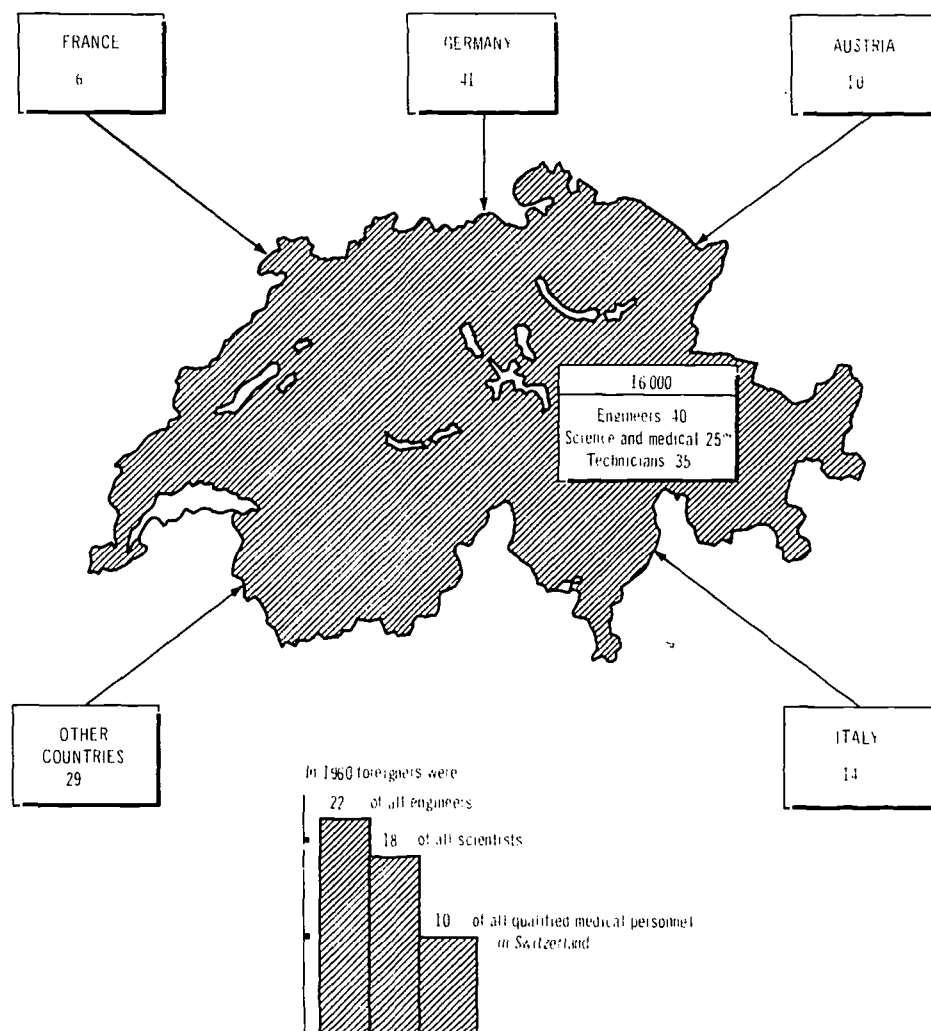 FRANCE
6
GERMANY
41
AUSTRIA
10
16 000
Engineers 40
Science and medical 25
Technicians 35
OTHER
COUNTRIES
29
ITALY
14
In 1960 foreigners were
22 of all engineers
18 of all scientists
10 of all qualified medical personnel
in Switzerland